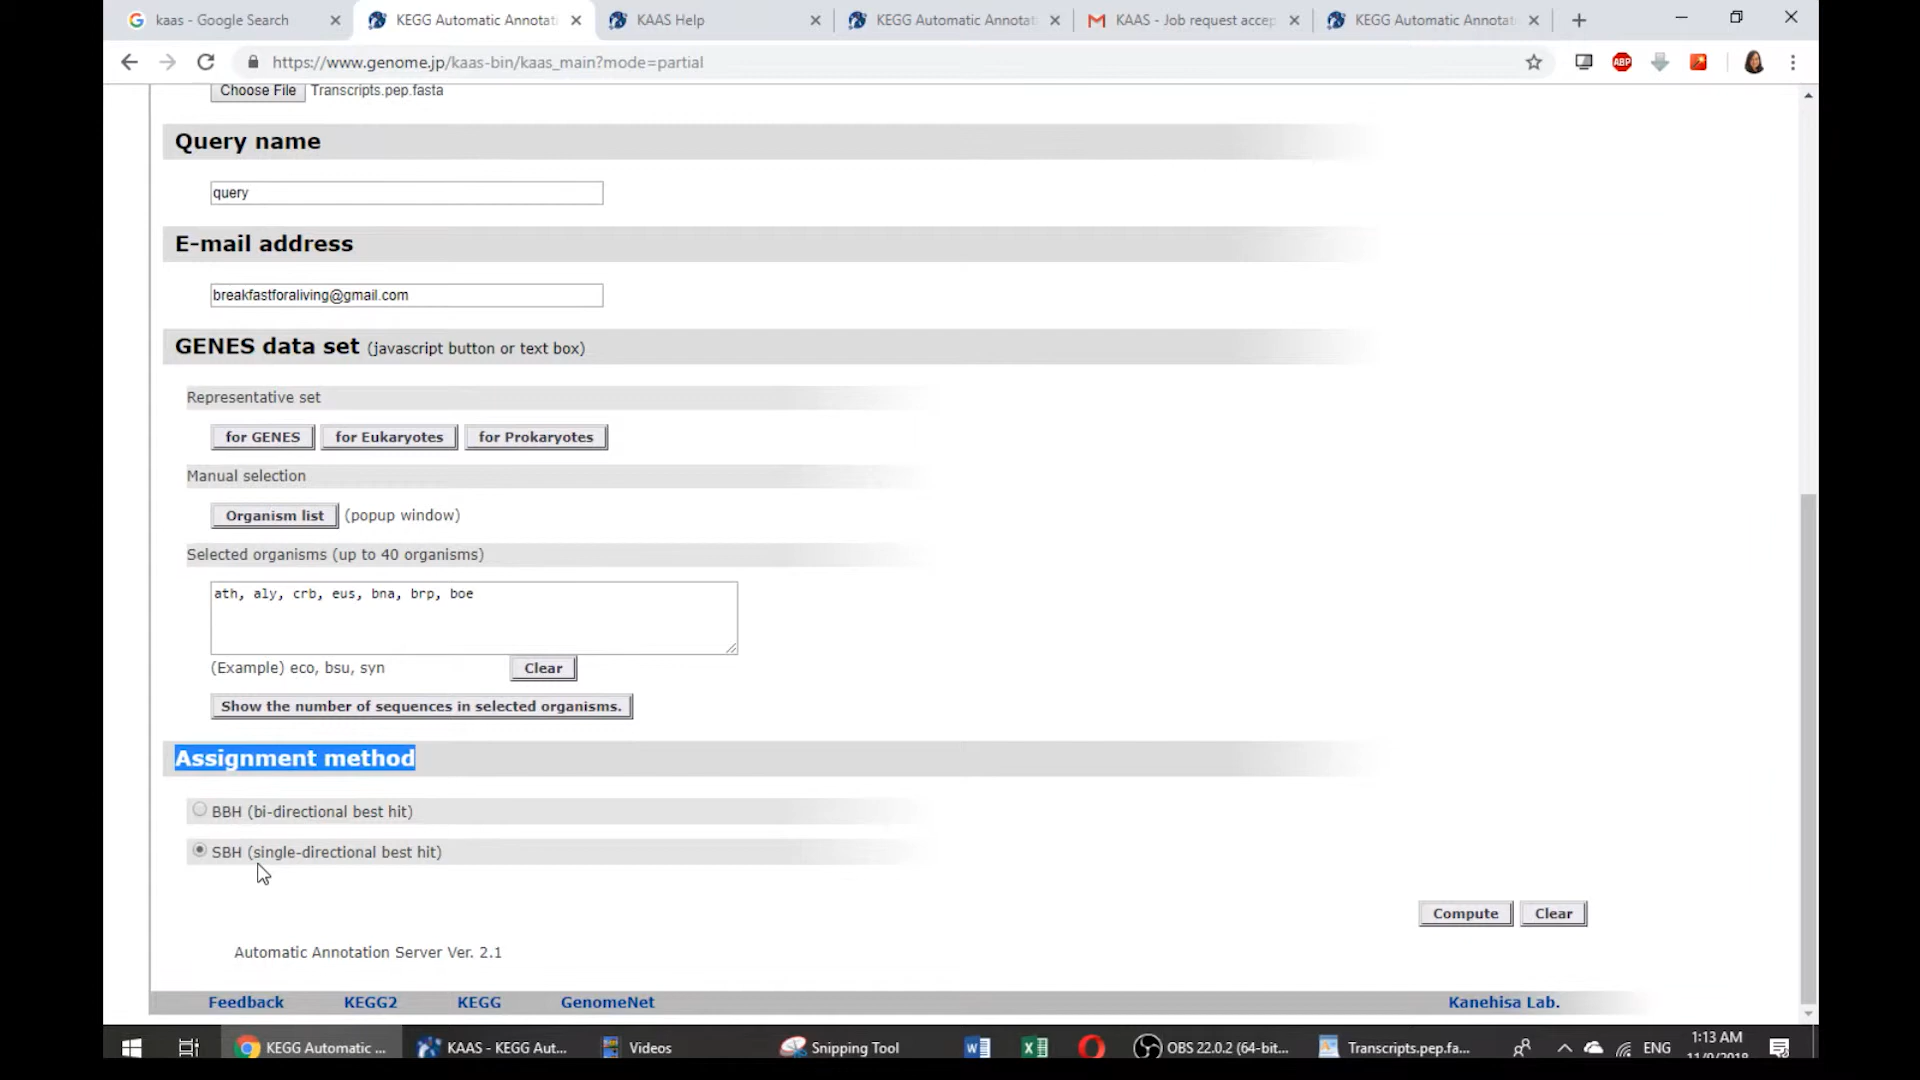 kaas - Google Search
KEGG Automatic Annotati
KAAS Help
KEGG Automatic Annotat
KAAS - Job request accep
KEGG Automatic Annotat
https://www.genome.jp/kaas-bin/kaas_main?mode=partial
ABP
Choose File Transcripts.pep.fasta
Query name
query
E-mail address
breakfastforaliving@gmail.com
GENES data set (javascript button or text box)
Representative set
for GENES for Eukaryotes for Prokaryotes
Manual selection
Organism list (popup window)
Selected organisms (up to 40 organisms)
ath, aly, crb, eus, bna, brp, boe
(Example) eco, bsu, syn Clear
Show the number of sequences in selected organisms.
Assignment method
BBH (bi-directional best hit)
SBH (single-directional best hit)
Compute Clear
Automatic Annotation Server Ver. 2.1
Feedback KEGG2 KEGG GenomeNet Kanehisa Lab.
KEGG Automatic ...
KAAS - KEGG Aut...
Videos
Snipping Tool
OBS 22.0.2 (64-bit...
Transcripts.pep.fa...
ENG
1:13 AM